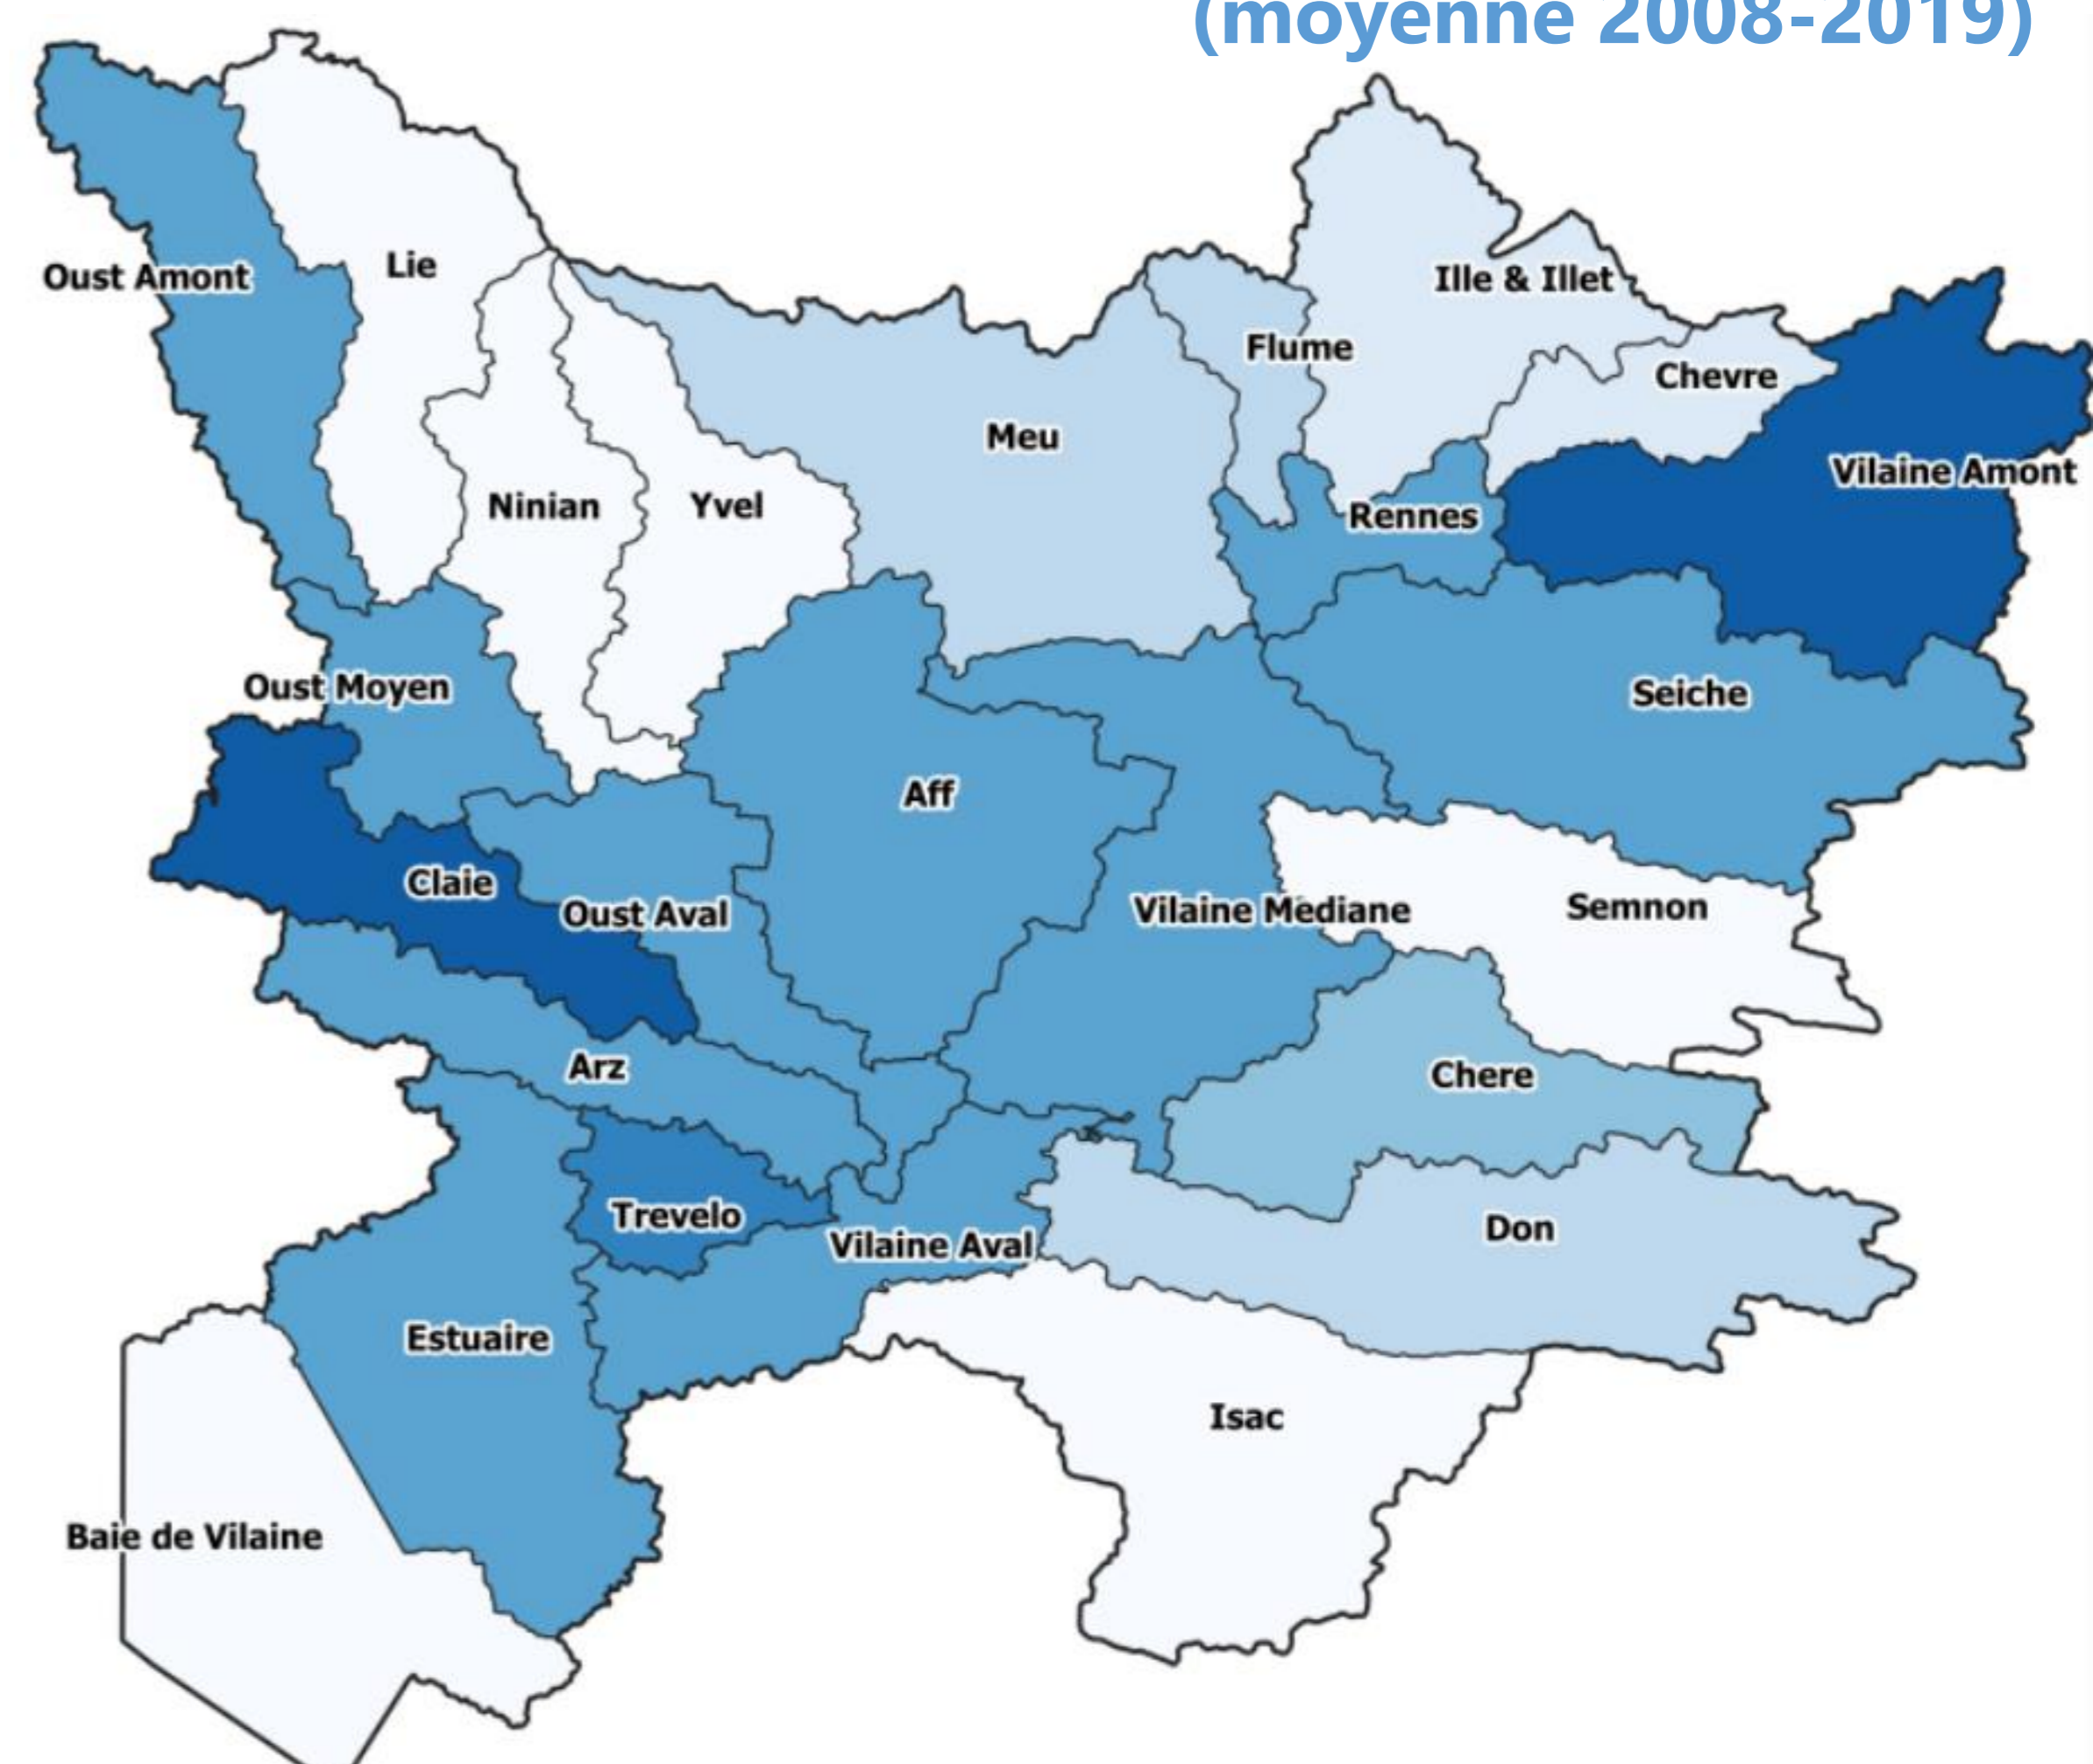 (moyenne 2008-2019)
Oust Amont
Lie
Ille & Illet
Flume
Chevre
Meu
Vilaine Amont
Ninian
Yvel
Rennes
Oust Moyen
Seiche
Aff
Claie
Oust Aval
Vilaine Mediane
Semnon
Arz
Chere
Trevelo
Vilaine Aval
Don
Estuaire
Isac
Baie de Vilaine